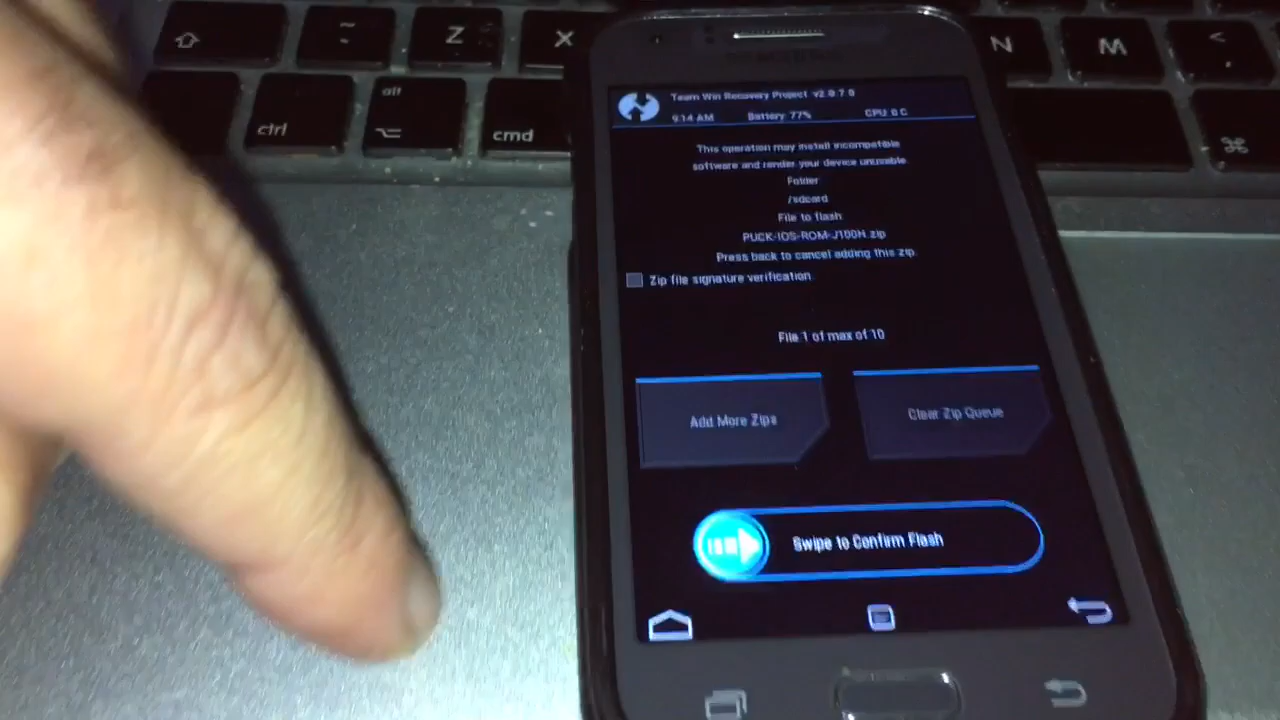 ~
Z
X
N
M
<
alt
ctrl
cmd
Team Win Recovery Project v2.8.7.0
9:14 AM Battery: 77% CPU: 0 C
This operation may install incompatible
software and render your device unusable.
Folder:
/sdcard
File to flash:
PUCK-IOS-ROM-J100H.zip
Press back to cancel adding this zip.
Zip file signature verification.
File 1 of max of 10
Add More Zips
Clear Zip Queue
Swipe to Confirm Flash